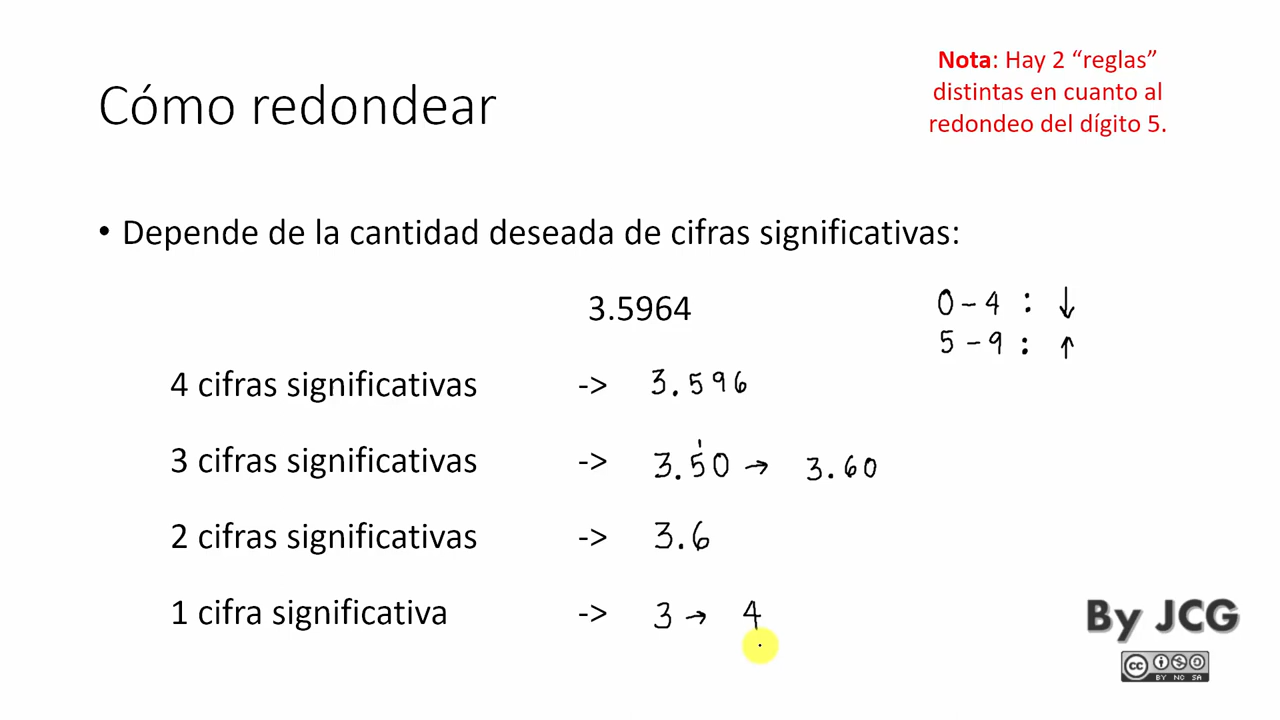 Nota: Hay 2 “reglas”
distintas en cuanto al
redondeo del dígito 5.
Cómo redondear
• Depende de la cantidad deseada de cifras significativas:
3.5964
0 - 4 : ↓
5 - 9 : ↑
4 cifras significativas -> 3.596
1
3 cifras significativas -> 3.50 → 3.60
2 cifras significativas -> 3.6
1 cifra significativa -> 3 → 4
By JCG
cc BY NC SA